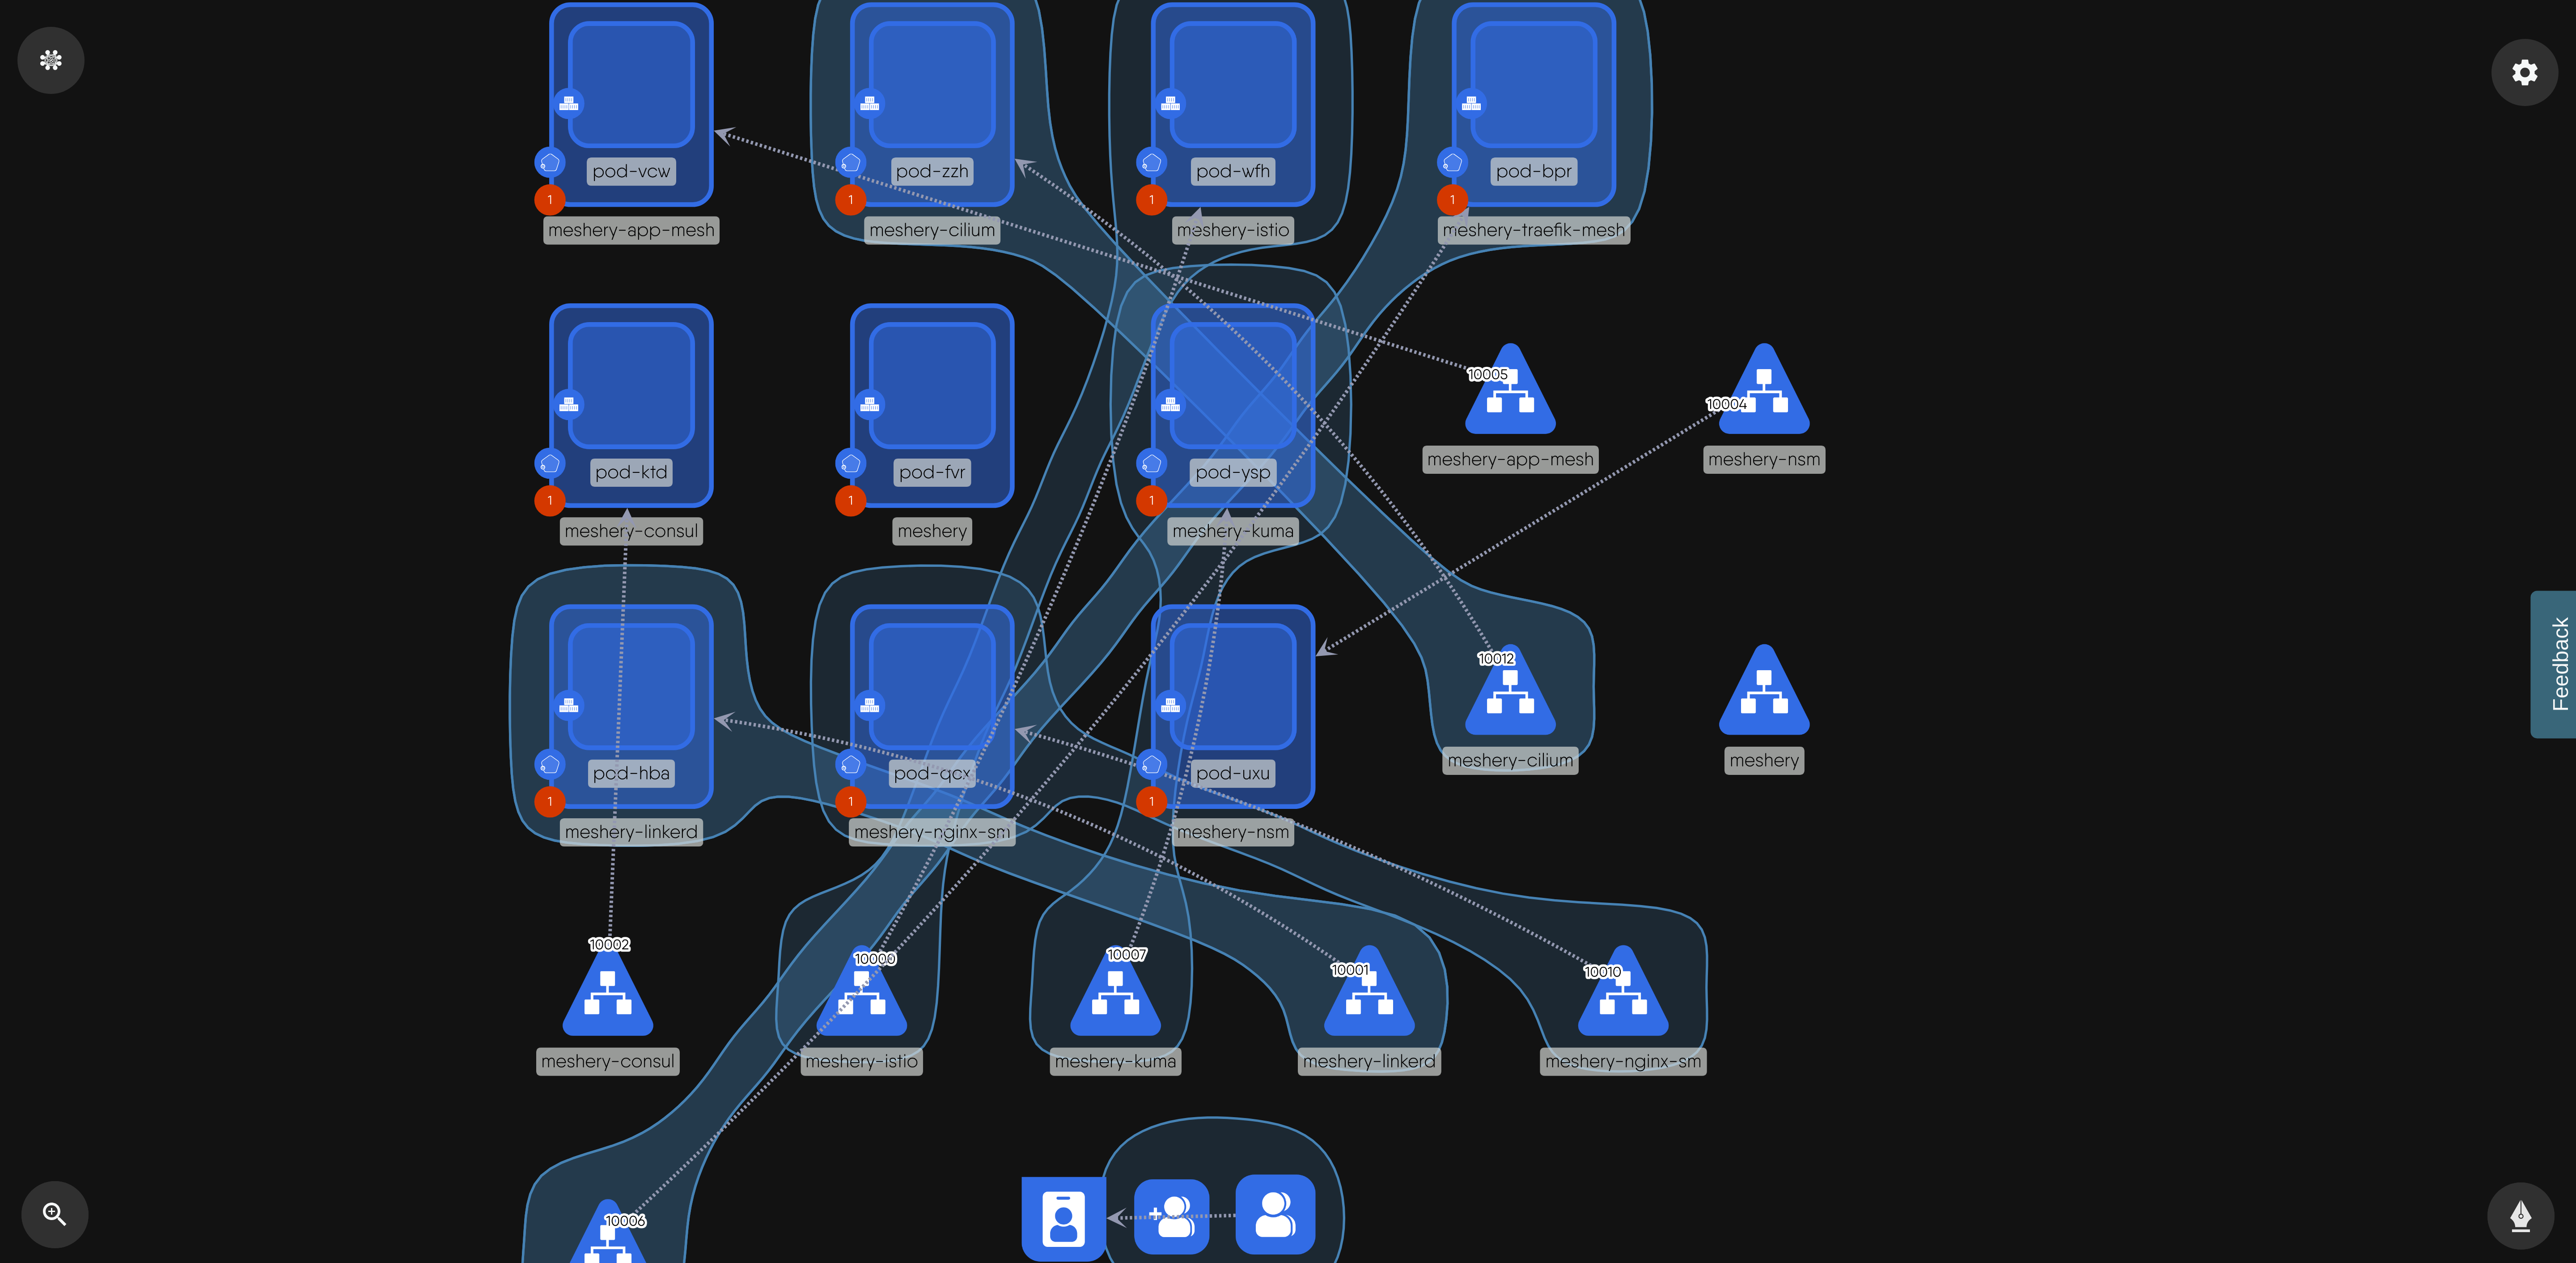 pod-vcw
pod-zzh
pod-wfh
pod-bpr
1
1
1
1
meshery-app-mesh
meshery-cilium
meshery-istio
meshery-traefik-mesh
10005
10004
meshery-app-mesh
meshery-nsm
pod-ktd
pod-fvr
pod-ysp
1
1
1
meshery-consul
meshery
meshery-kuma
10012
meshery-cilium
meshery
pod-hba
pod-qcx
pod-uxu
1
1
1
meshery-linkerd
meshery-nginx-sm
meshery-nsm
10002
10000
10007
10001
10010
meshery-consul
meshery-istio
meshery-kuma
meshery-linkerd
meshery-nginx-sm
10006
Feedback